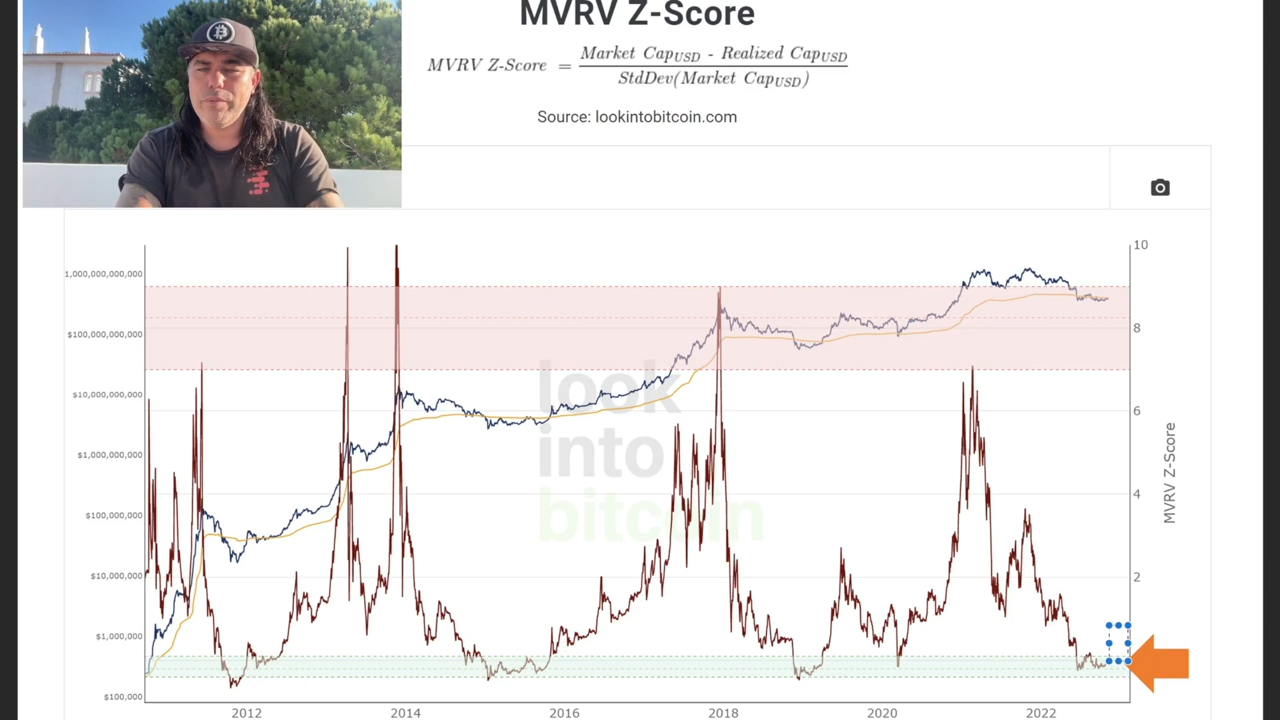 MVRV Z-Score
MVRV Z-Score = Market CapUSD - Realized CapUSD
StdDev(Market CapUSD)
Source: lookintobitcoin.com
10
1,000,000,000,000
$100,000,000,000
8
look
$10,000,000,000
6
into
$1,000,000,000
MVRV Z-Score
4
bitcoin
$100,000,000
$10,000,000
2
$1,000,000
$100,000
2012
2014
2016
2018
2020
2022